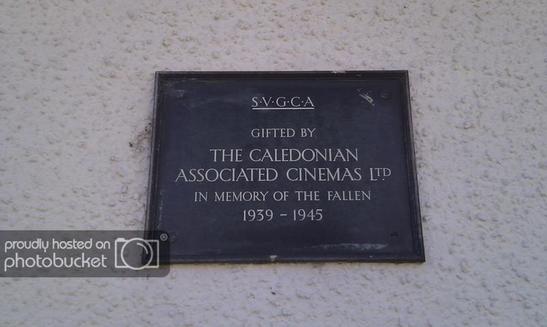 S·V·G·C·A
GIFTED BY
THE CALEDONIAN
ASSOCIATED CINEMAS LTD
IN MEMORY OF THE FALLEN
1939 - 1945
proudly hosted on
photobucket